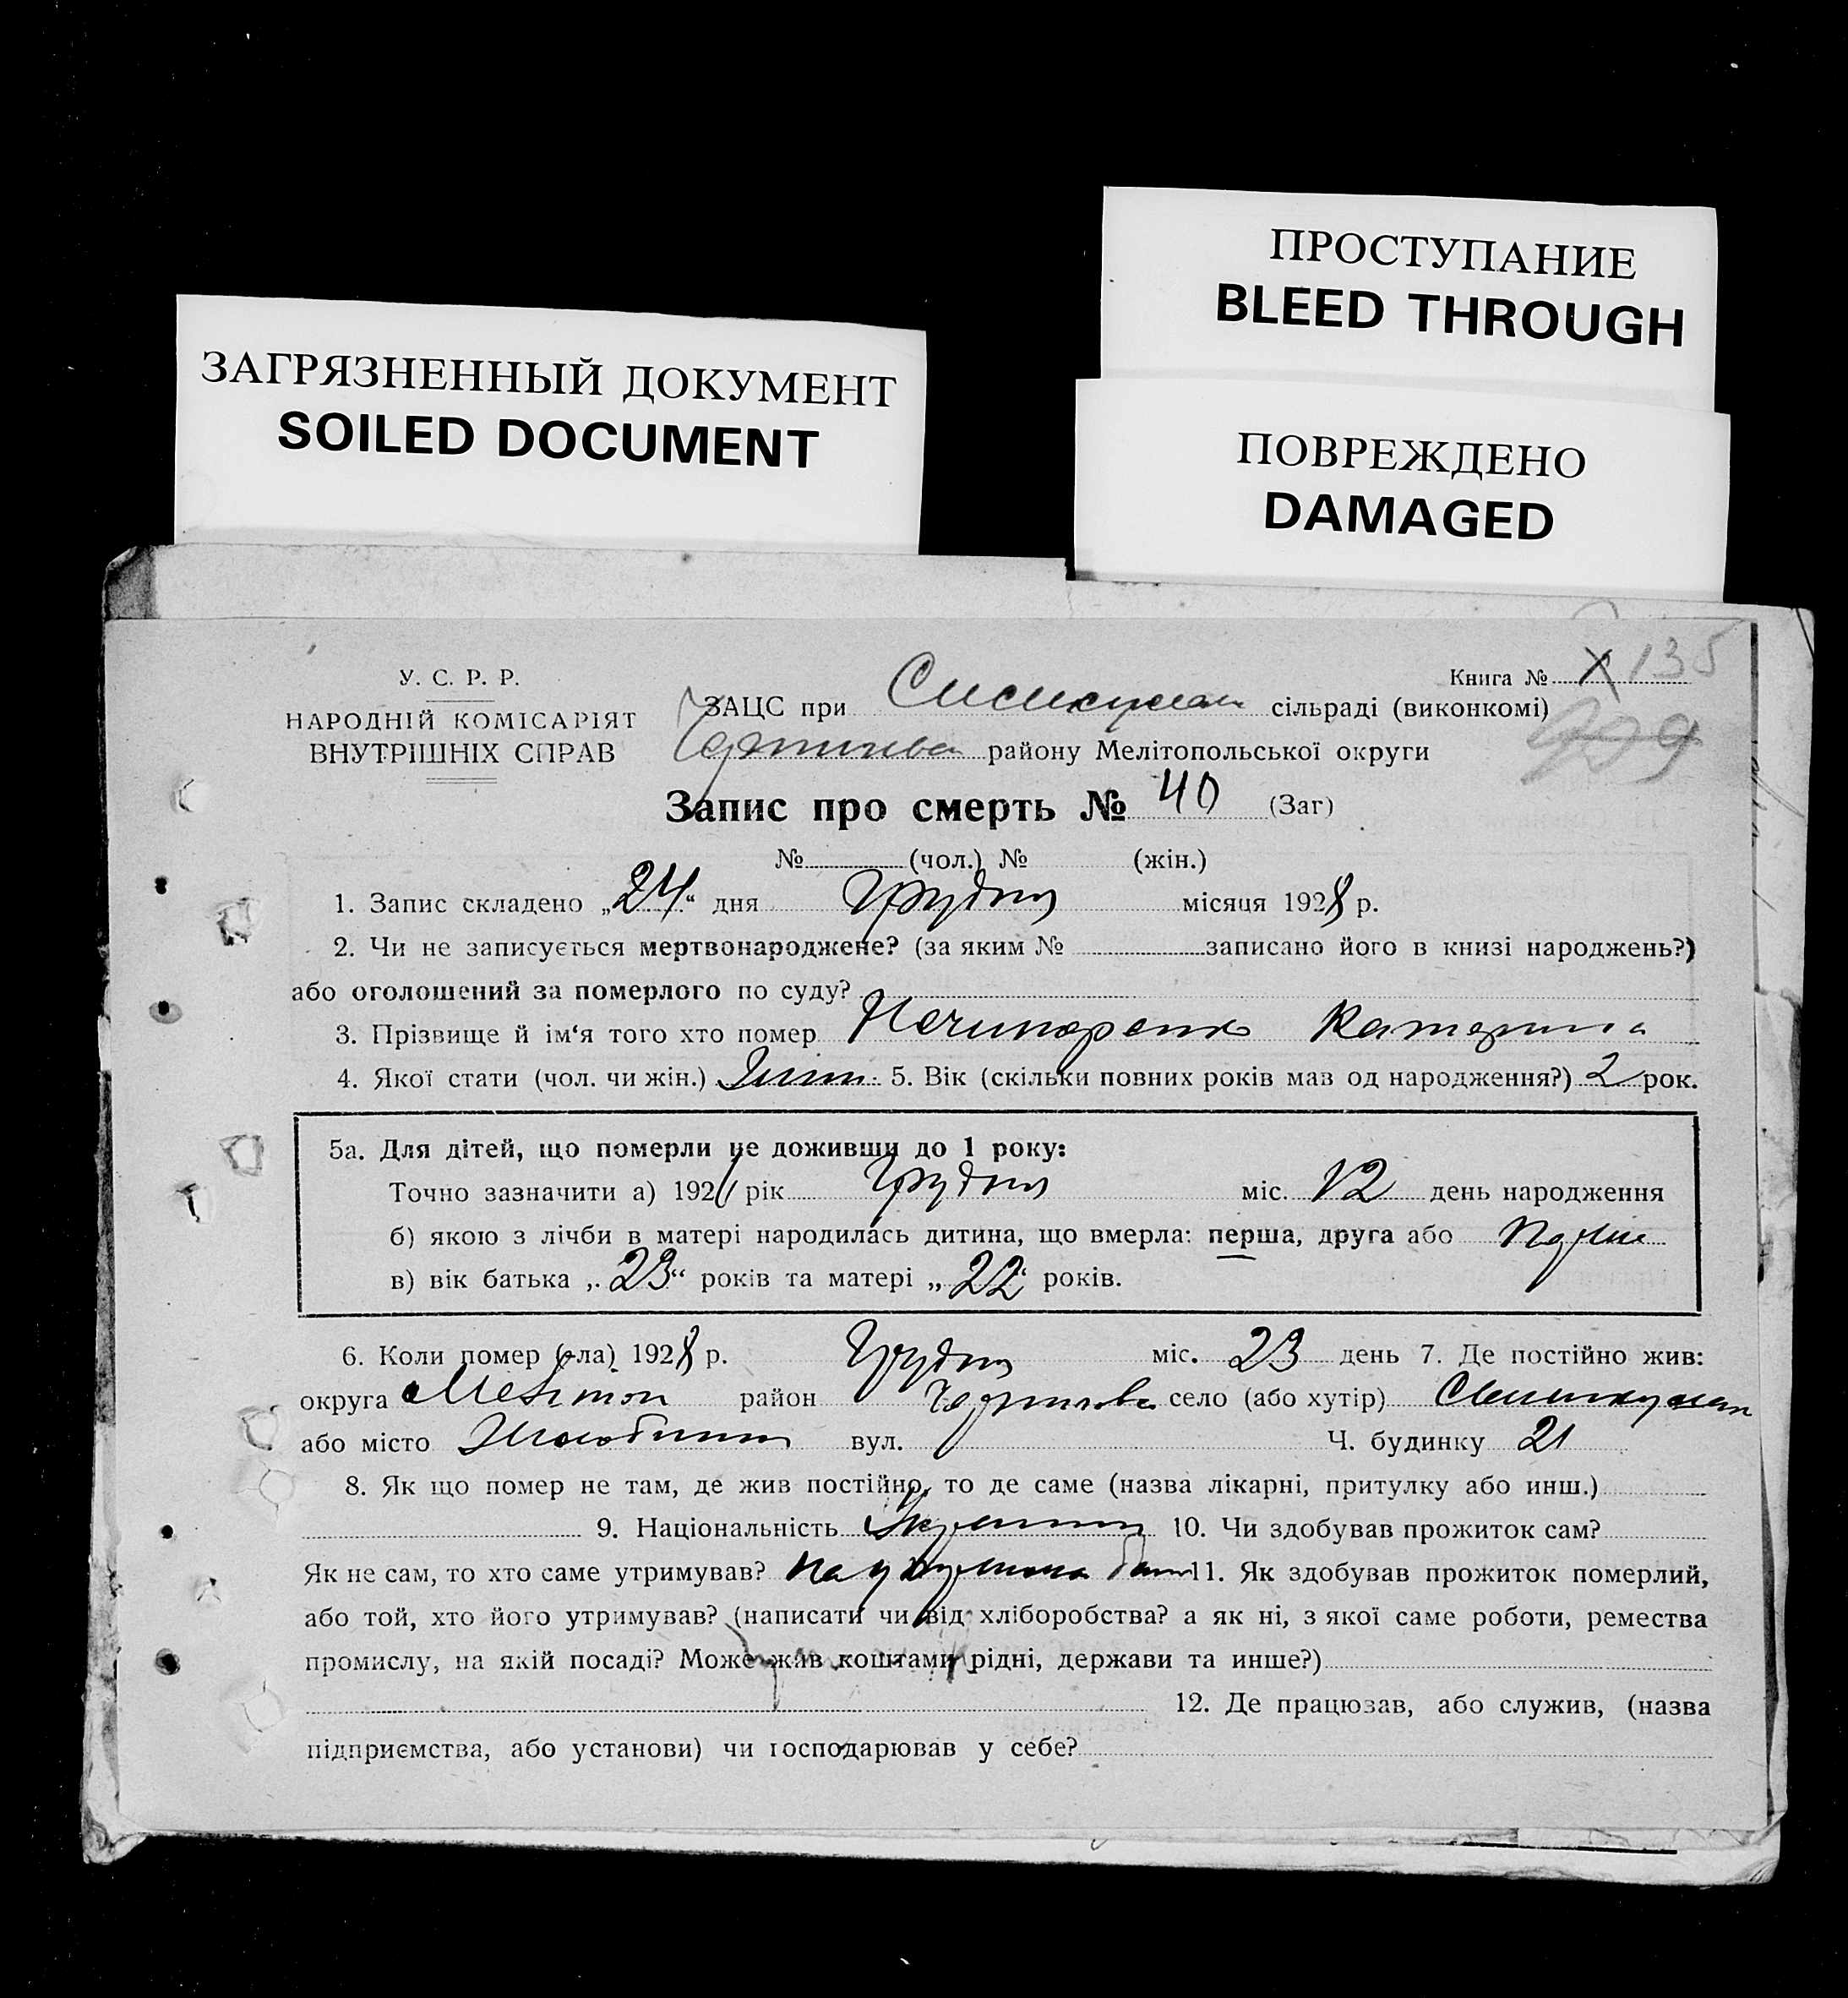 ПРОСТУПАНИЕ
BLEED THROUGH
ЗАГРЯЗНЕННЫЙ ДОКУМЕНТ
SOILED DOCUMENT
ПОВРЕЖДЕНО
DAMAGED
У. С. Р. Р.
НАРОДНІЙ КОМІСАРІЯТ
ВНУТРІШНІХ СПРАВ
Книга № 135
ЗАЦС при сільраді (виконкомі)
району Мелітопольської округи
Запис про смерть № 40 (Заг)
№ (чол.) № (жін.)
1. Запис складено „24“ дня Грудня місяця 1928 р.
2. Чи не записується мертвонароджене? (за яким № записано його в книзі народжень?)
або оголошений за померлого по суду?
3. Прізвище й ім‘я того хто помер Нечипоренко Катерина
4. Якої стати (чол. чи жін.) Жіноч. 5. Вік (скільки повних років мав од народження?) 2 рок.
5а. Для дітей, що померли не доживши до 1 року:
Точно зазначити а) 1926 рік Грудня міс. 12 день народження
б) якою з лічби в матері народилась дитина, що вмерла: перша, друга або
в) вік батька „23“ років та матері „22“ років.
6. Коли помер (-ла) 1928 р. Грудня міс. 23 день 7. Де постійно жив:
округа Мелітоп район село (або хутір)
або місто вул. Ч. будинку 21
8. Як що помер не там, де жив постійно, то де саме (назва лікарні, притулку або инш.)
9. Національність 10. Чи здобував прожиток сам?
Як не сам, то хто саме утримував? 11. Як здобував прожиток померлий,
або той, хто його утримував? (написати чи від хліборобства? а як ні, з якої саме роботи, ремества
промислу, на якій посаді? Може жив коштами рідні, держави та инше?)
12. Де працював, або служив, (назва
підприємства, або установи) чи господарював у себе?